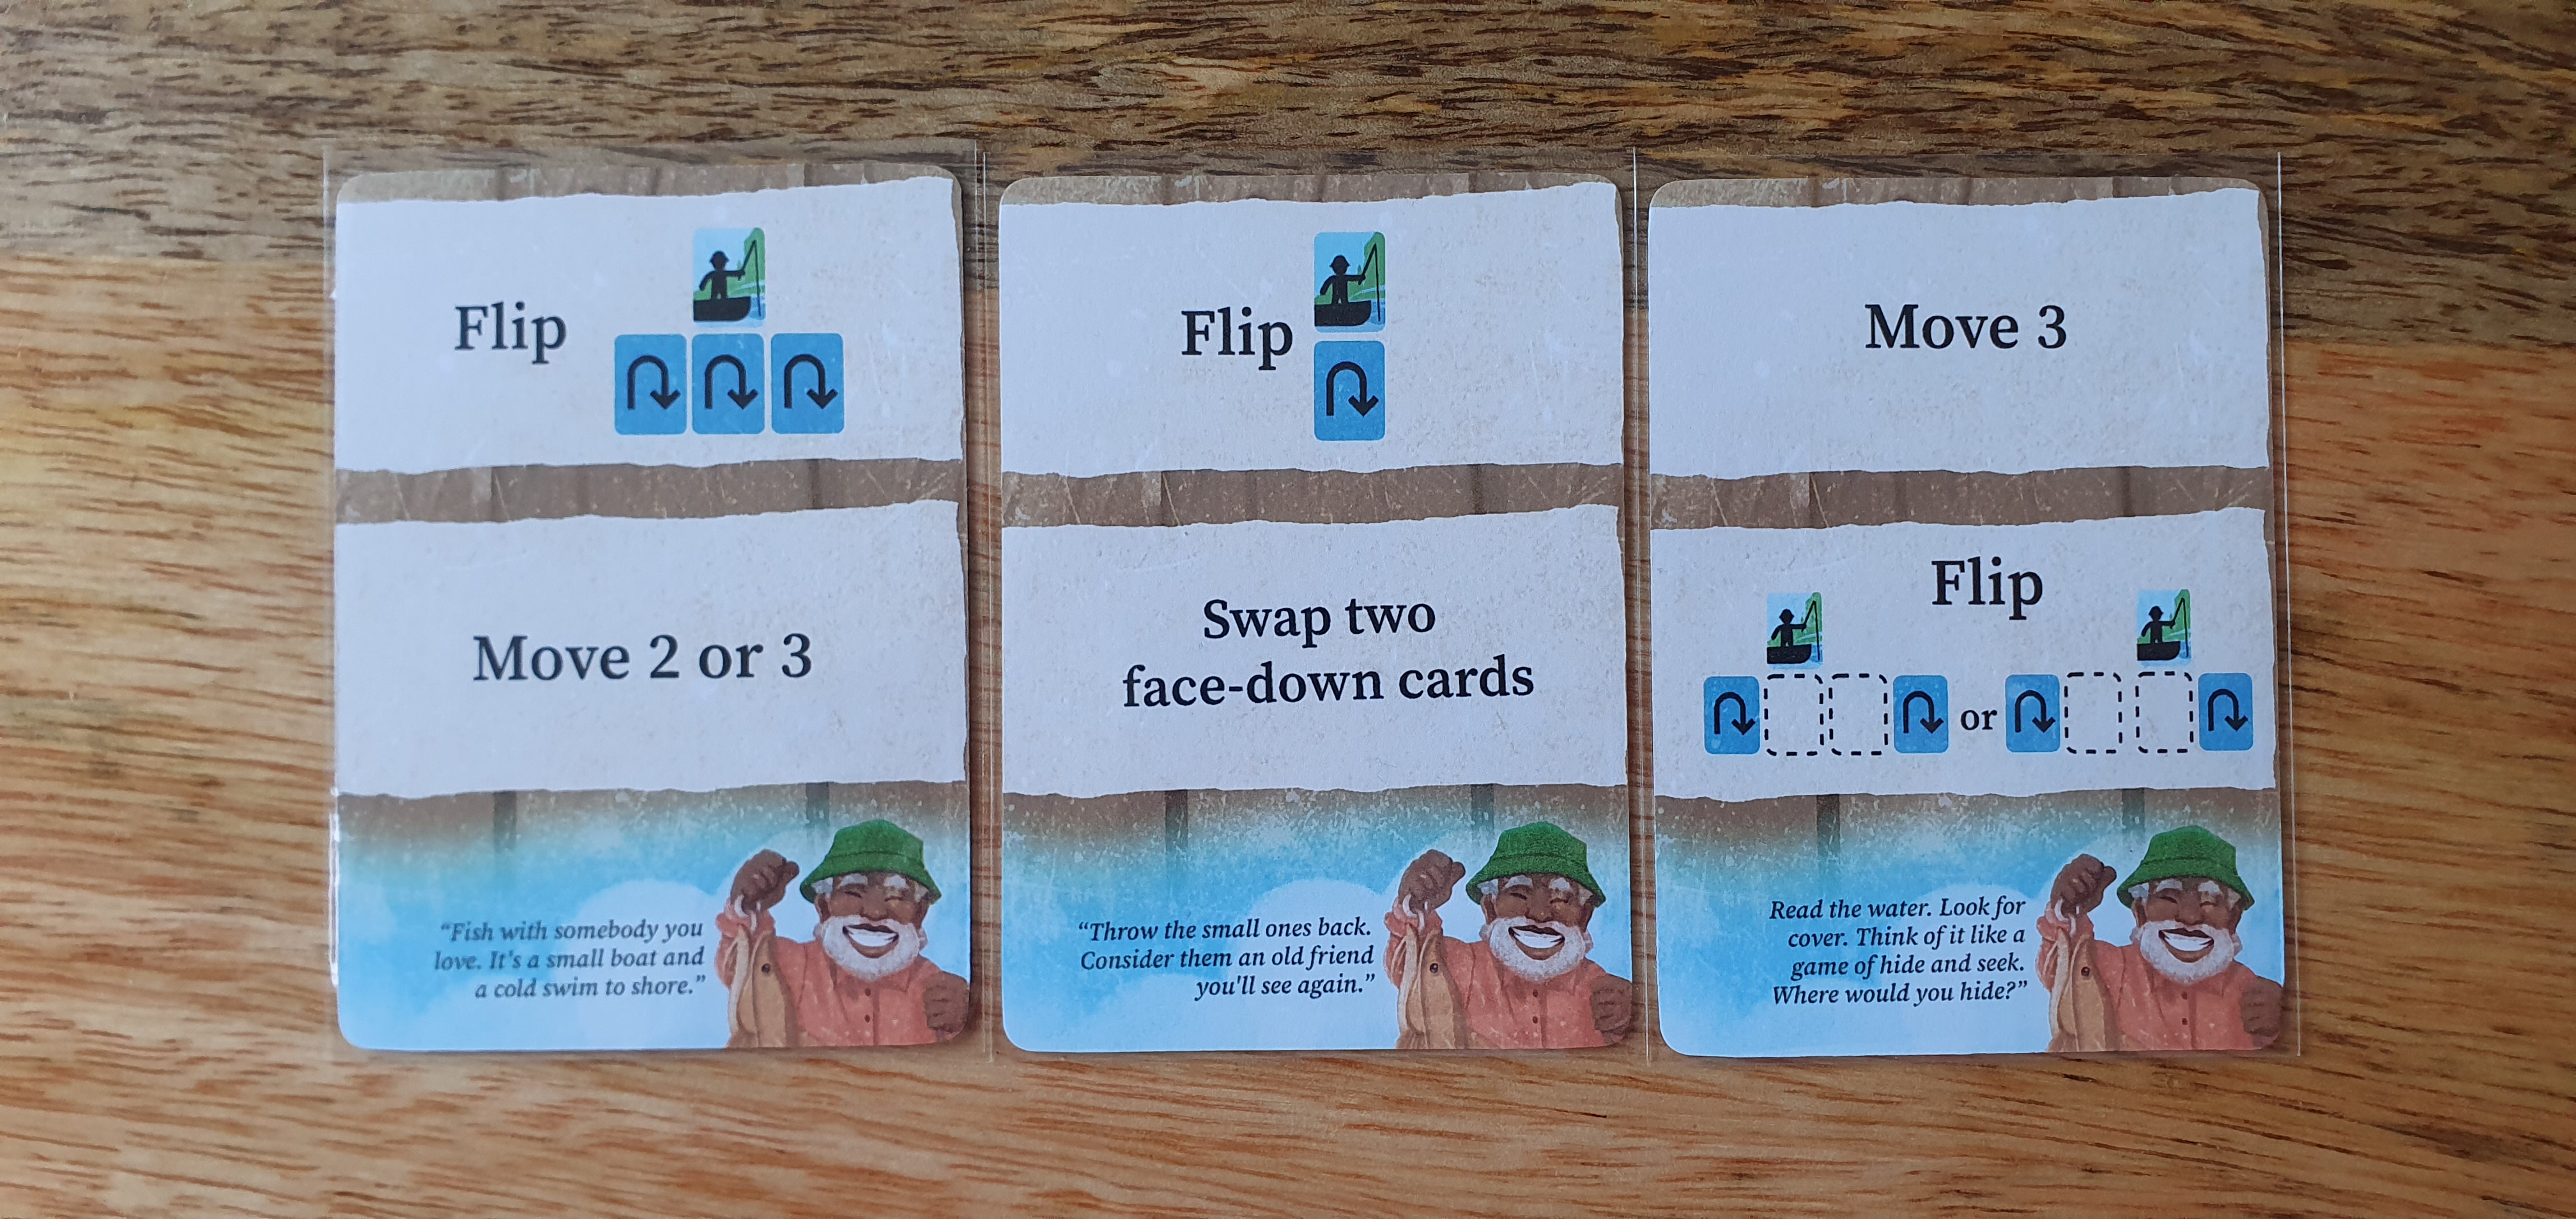 Flip
Move 2 or 3
“Fish with somebody you
love. It's a small boat and
a cold swim to shore.”
Flip
Swap two
face-down cards
“Throw the small ones back.
Consider them an old friend
you'll see again.”
Move 3
Flip
or
Read the water. Look for
cover. Think of it like a
game of hide and seek.
Where would you hide?”